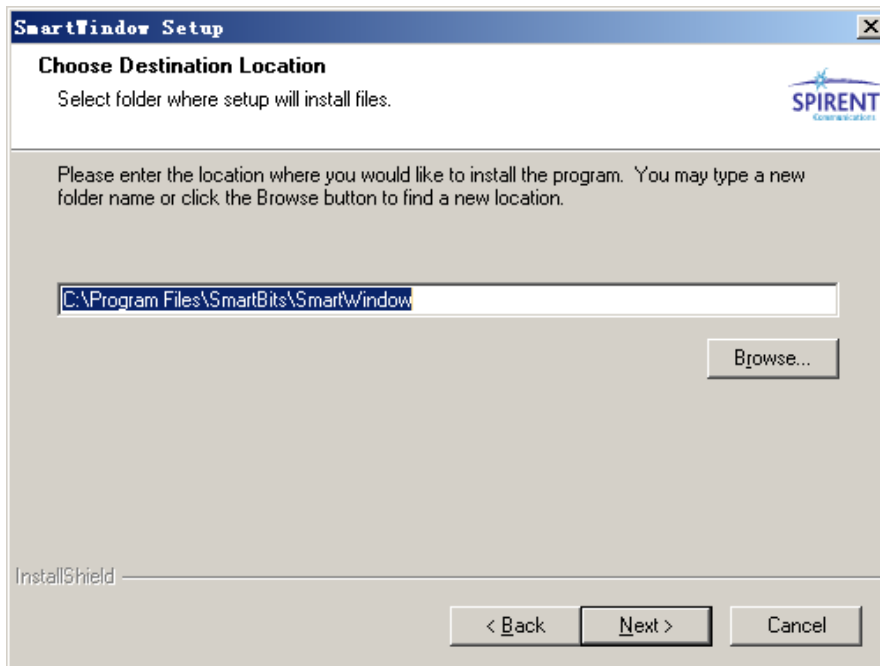 SmartWindow Setup
Choose Destination Location
Select folder where setup will install files.
SPIRENT
Communications
Please enter the location where you would like to install the program. You may type a new
folder name or click the Browse button to find a new location.
C:\Program Files\SmartBits\SmartWindow
Browse...
InstallShield
< Back
Next >
Cancel